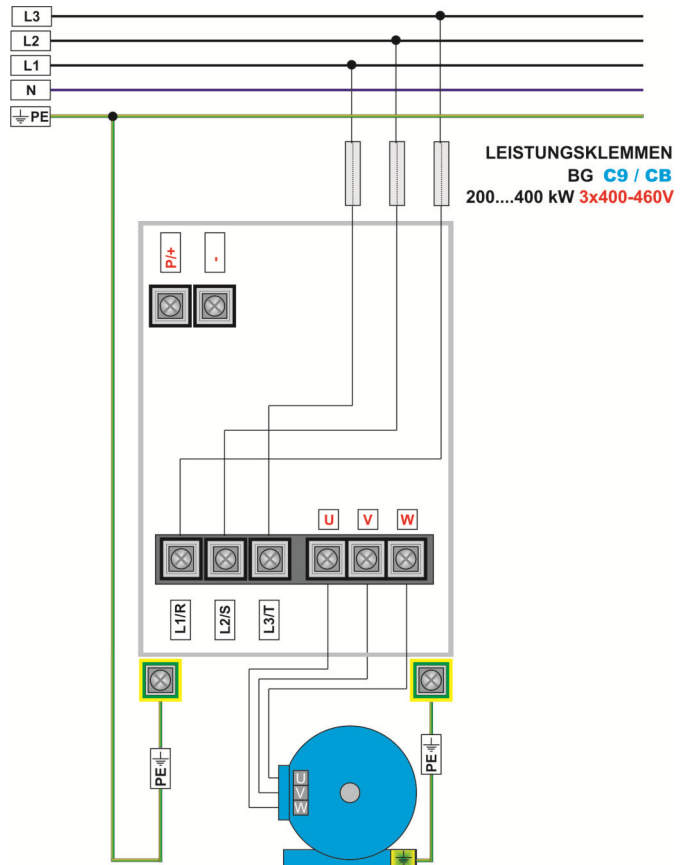 L3
L2
L1
N
PE
LEISTUNGSKLEMMEN
BG C9 / CB
200....400 kW 3x400-460V
P/+
-
U
V
W
L1/R
L2/S
L3/T
PE
PE
U
V
W